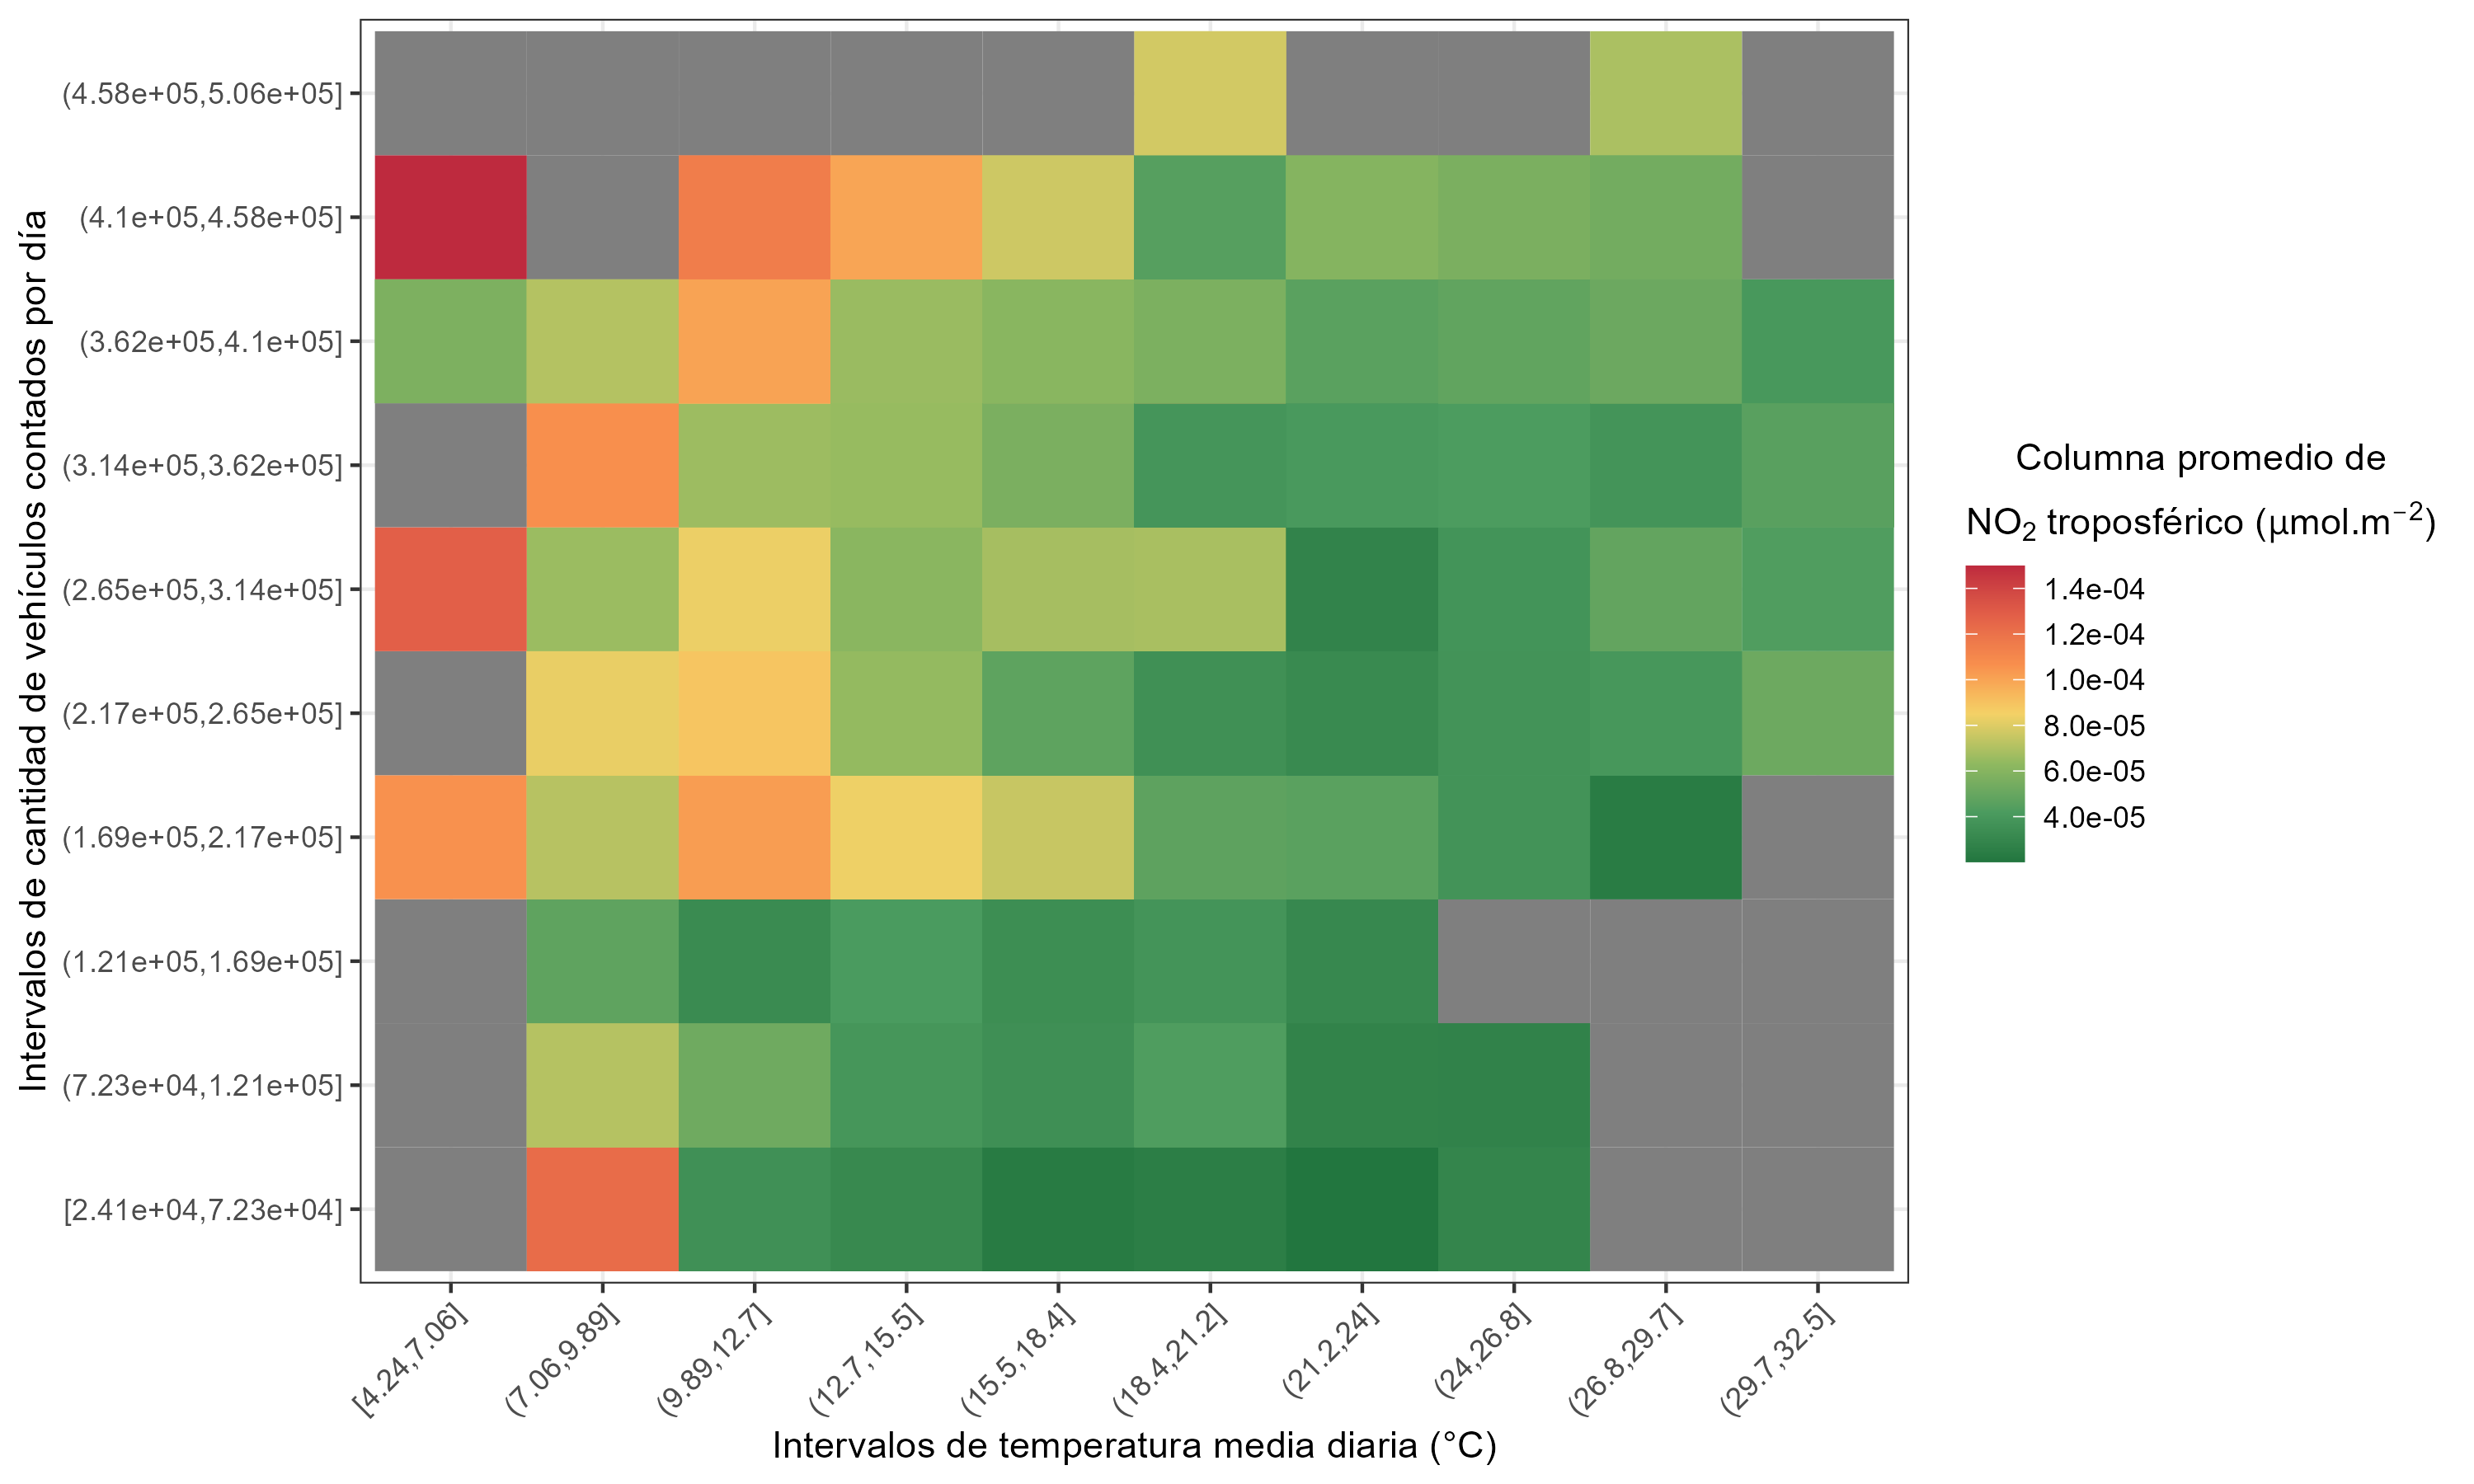 Intervalos de cantidad de vehículos contados por día
(4.58e+05,5.06e+05]
(4.1e+05,4.58e+05]
(3.62e+05,4.1e+05]
(3.14e+05,3.62e+05]
(2.65e+05,3.14e+05]
(2.17e+05,2.65e+05]
(1.69e+05,2.17e+05]
(1.21e+05,1.69e+05]
(7.23e+04,1.21e+05]
[2.41e+04,7.23e+04]
[4.24,7.06]
(7.06,9.89]
(9.89,12.7]
(12.7,15.5]
(15.5,18.4]
(18.4,21.2]
(21.2,24]
(24,26.8]
(26.8,29.7]
(29.7,32.5]
Intervalos de temperatura media diaria (°C)
Columna promedio de
NO₂ troposférico (μmol.m⁻²)
1.4e-04
1.2e-04
1.0e-04
8.0e-05
6.0e-05
4.0e-05